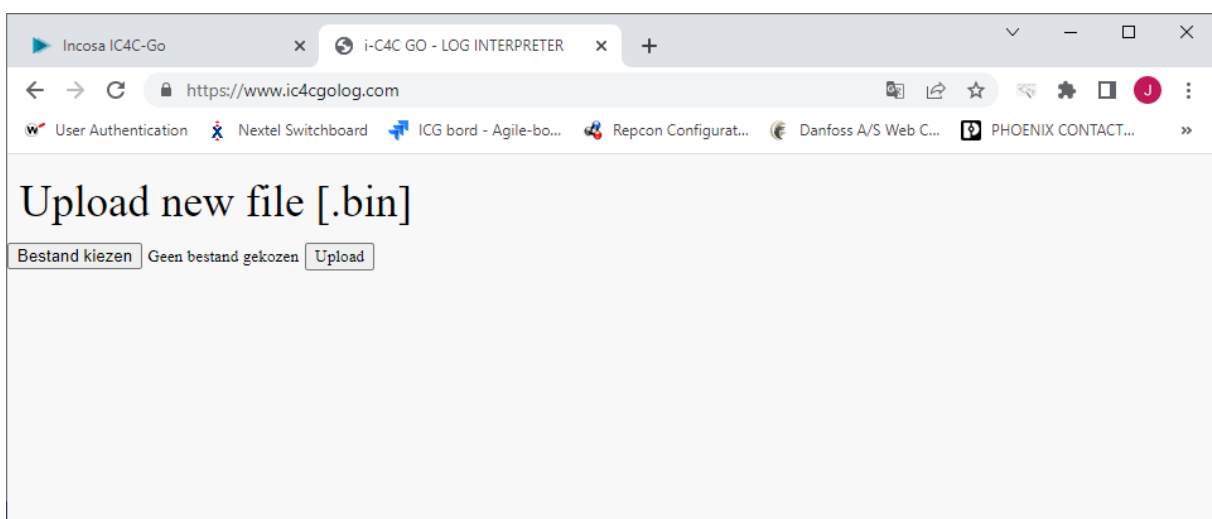 Incosa IC4C-Go i-C4C GO - LOG INTERPRETER
https://www.ic4cgolog.com J
User Authentication Nextel Switchboard ICG bord - Agile-bo... Repcon Configurat... Danfoss A/S Web C... PHOENIX CONTACT... »
Upload new file [.bin]
Bestand kiezen Geen bestand gekozen Upload